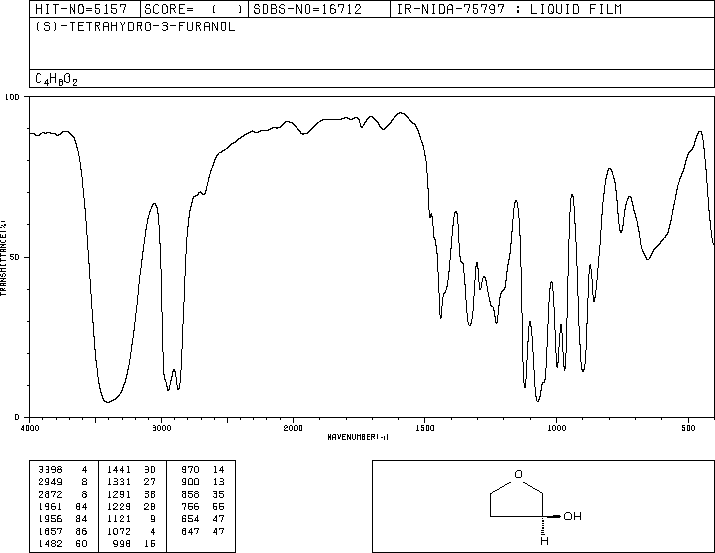 HIT-NO=5157 SCORE= ( ) SDBS-NO=16712 IR-NIDA-75797 : LIQUID FILM
(S)-TETRAHYDRO-3-FURANOL
C4H8O2
100
50
0
TRANSMITTANCE(%)
4000 3000 2000 1500 1000 500
WAVENUMBER(-1)
3398 4 1441 30 970 14
2949 8 1331 27 900 13
2872 8 1291 38 858 35
1961 84 1229 28 756 55
1956 84 1121 9 654 47
1657 86 1072 4 647 47
1482 60 998 15
O
OH
H